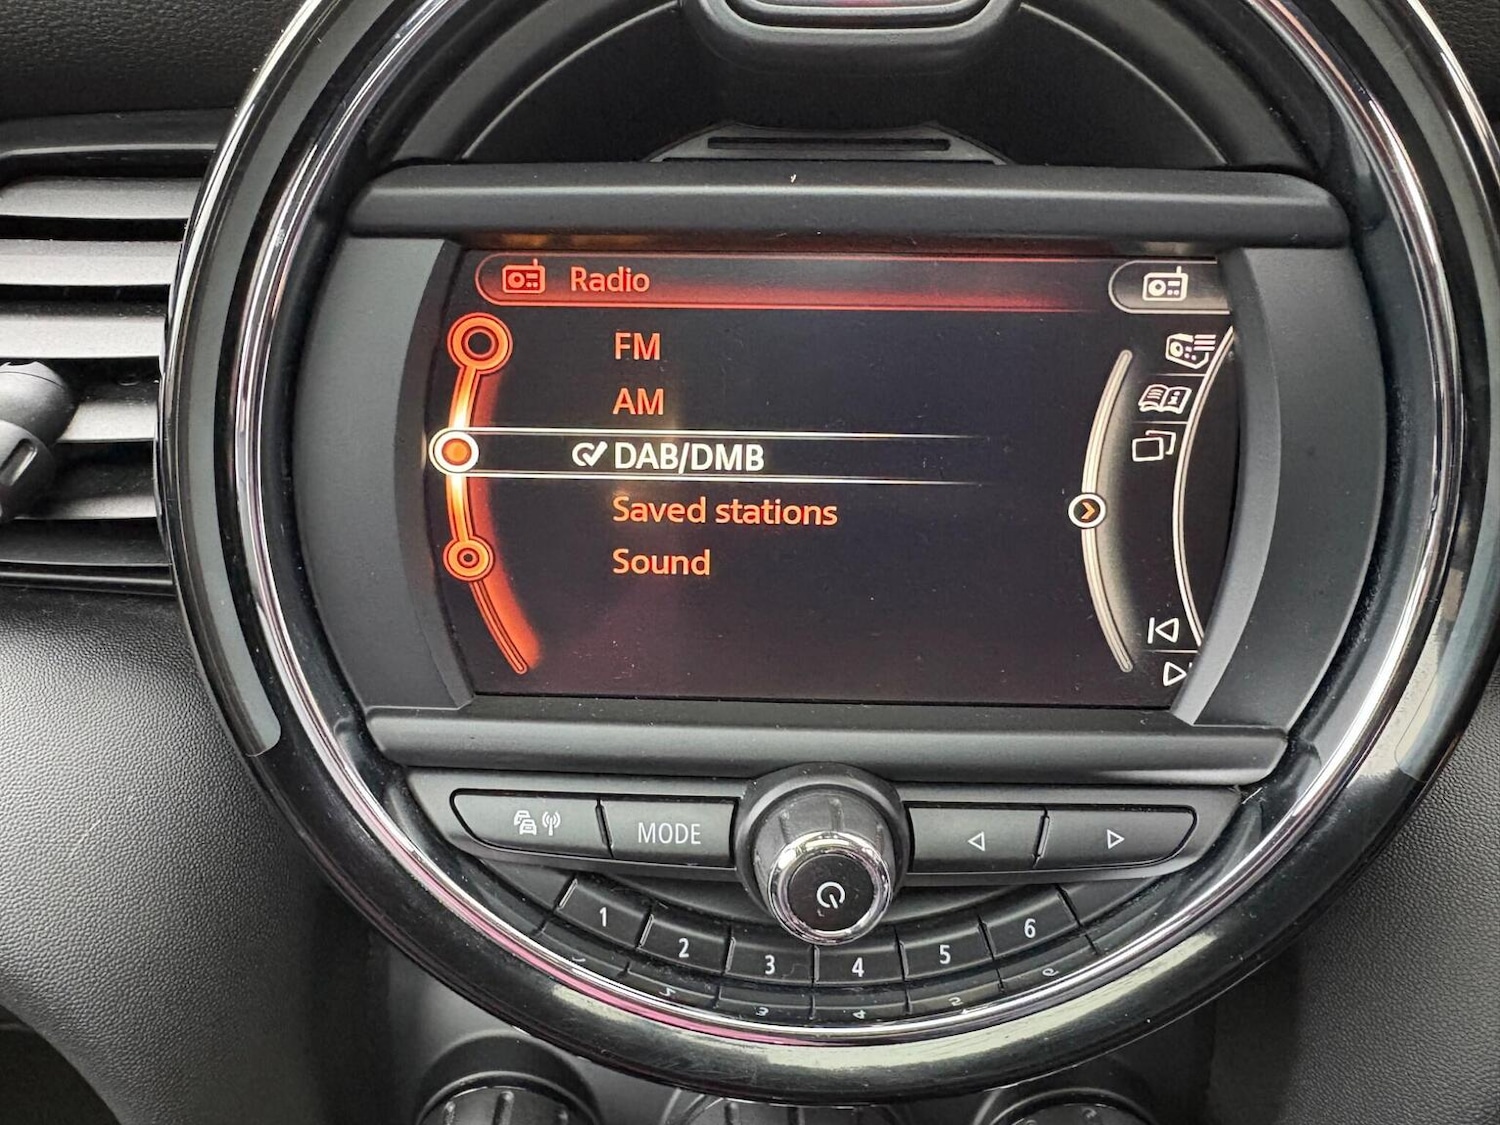 Radio
FM
AM
DAB/DMB
Saved stations
Sound
MODE
1 2 3 4 5 6